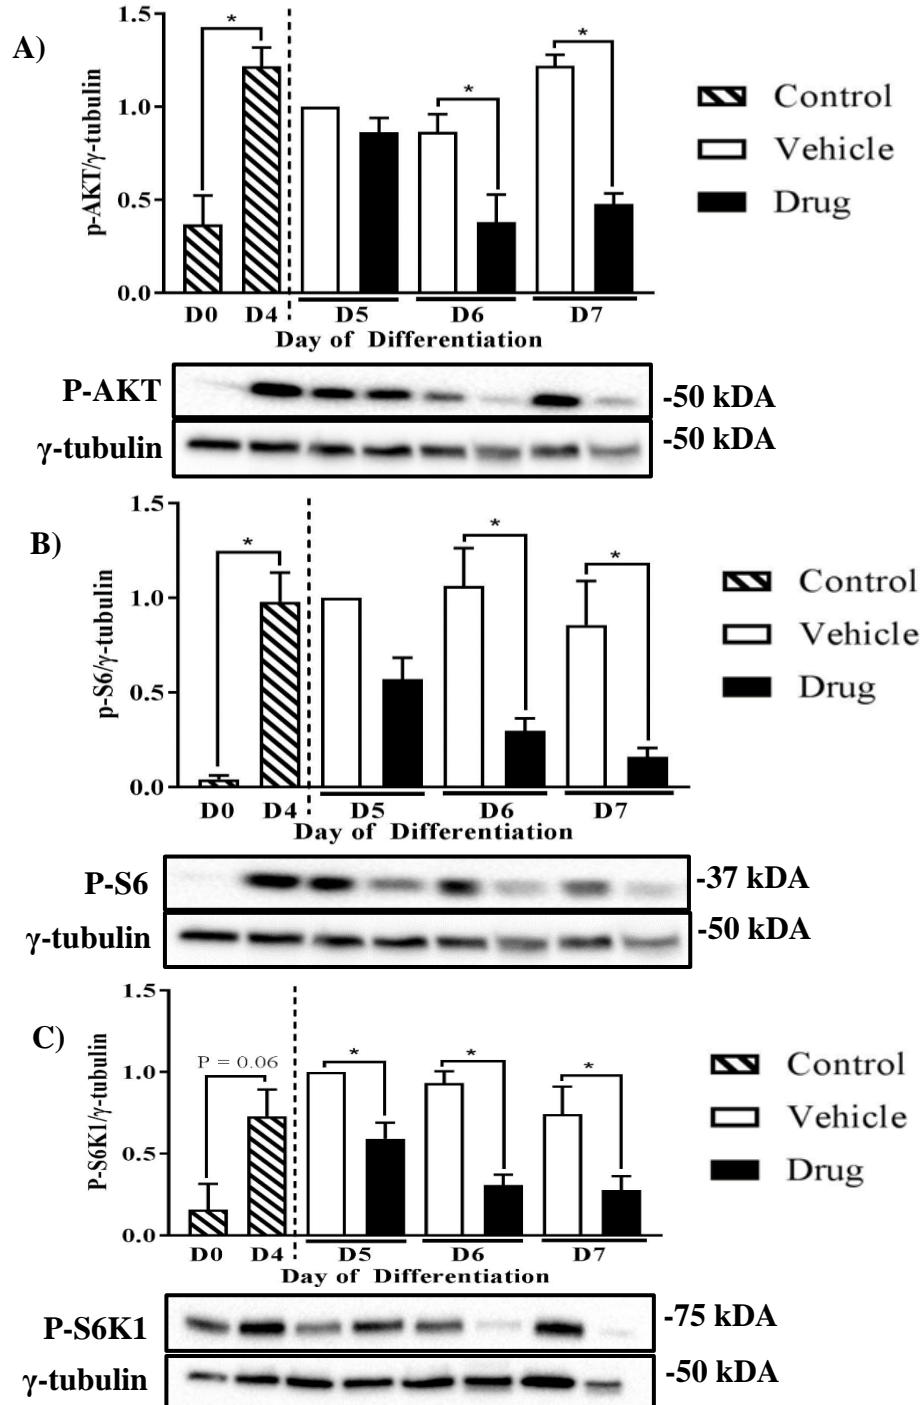 A)
p-AKT/γ-tubulin
1.5
1.0
0.5
0.0
*
*
*
D0 D4 D5 D6 D7
Day of Differentiation
Control
Vehicle
Drug
P-AKT
-50 kDA
γ-tubulin
-50 kDA
B)
p-S6/γ-tubulin
1.5
1.0
0.5
0.0
*
*
*
D0 D4 D5 D6 D7
Day of Differentiation
Control
Vehicle
Drug
P-S6
-37 kDA
γ-tubulin
-50 kDA
C)
P-S6K1/γ-tubulin
1.5
1.0
0.5
0.0
P = 0.06
*
*
*
D0 D4 D5 D6 D7
Day of Differentiation
Control
Vehicle
Drug
P-S6K1
-75 kDA
γ-tubulin
-50 kDA